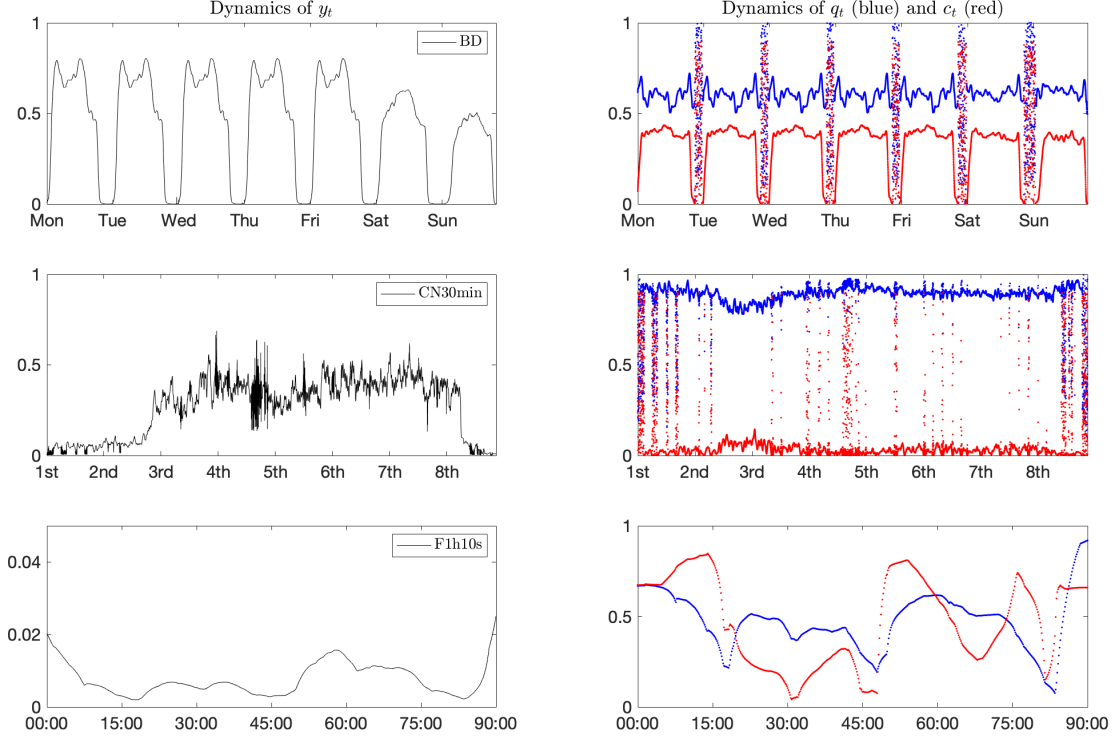 Dynamics of y_t
Dynamics of q_t (blue) and c_t (red)
1
0.5
0
BD
Mon Tue Wed Thu Fri Sat Sun
1
0.5
0
Mon Tue Wed Thu Fri Sat Sun
1
0.5
0
CN30min
1st 2nd 3rd 4th 5th 6th 7th 8th
1
0.5
0
1st 2nd 3rd 4th 5th 6th 7th 8th
0.04
0.02
0
F1h10s
00:00 15:00 30:00 45:00 60:00 75:00 90:00
1
0.5
0
00:00 15:00 30:00 45:00 60:00 75:00 90:00